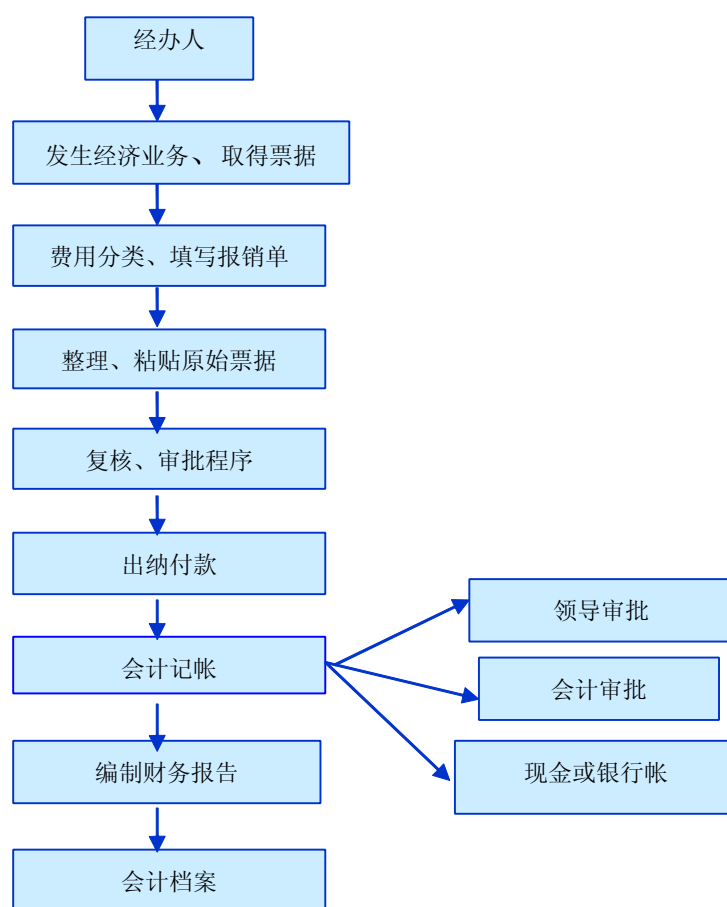 经办人
发生经济业务、 取得票据
费用分类、填写报销单
整理、粘贴原始票据
复核、审批程序
出纳付款
领导审批
会计记帐
会计审批
编制财务报告
现金或银行帐
会计档案